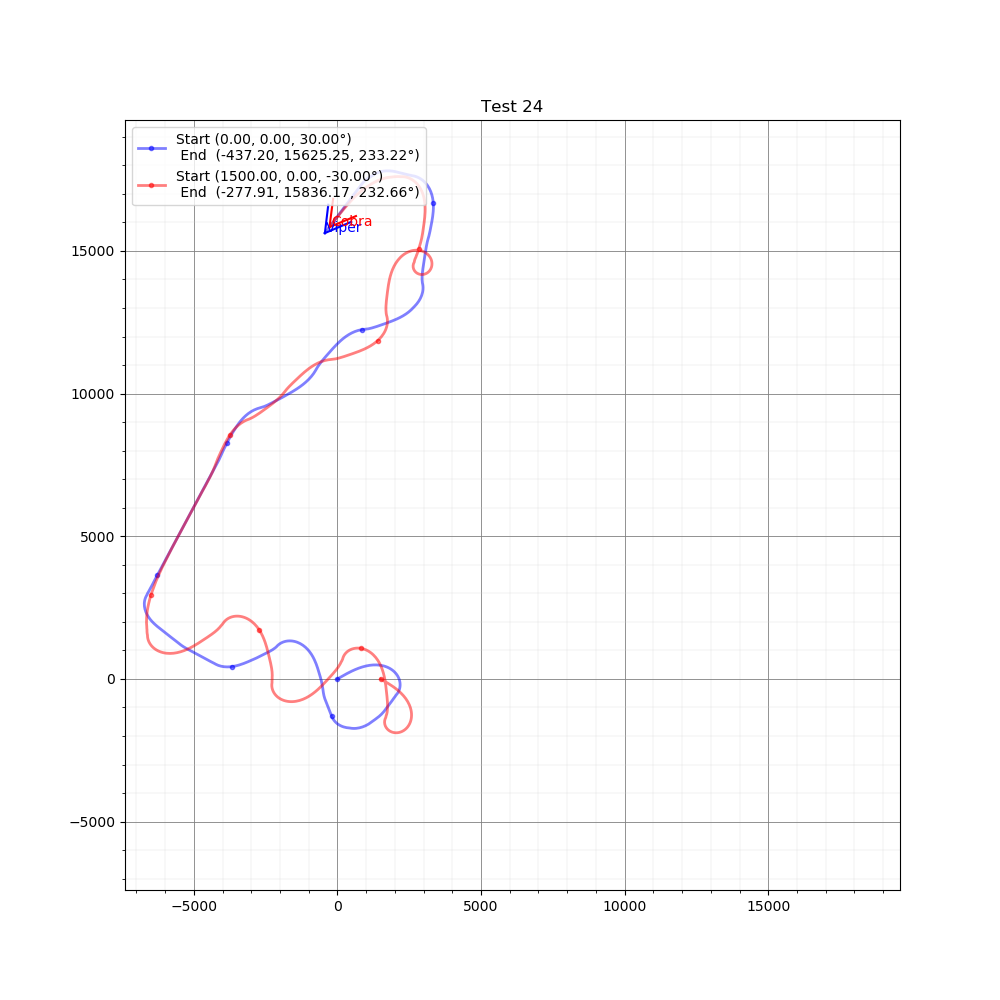 Test 24
Start (0.00, 0.00, 30.00°)
End (-437.20, 15625.25, 233.22°)
Start (1500.00, 0.00, -30.00°)
End (-277.91, 15836.17, 232.66°)
15000
10000
5000
0
−5000
−5000
0
5000
10000
15000